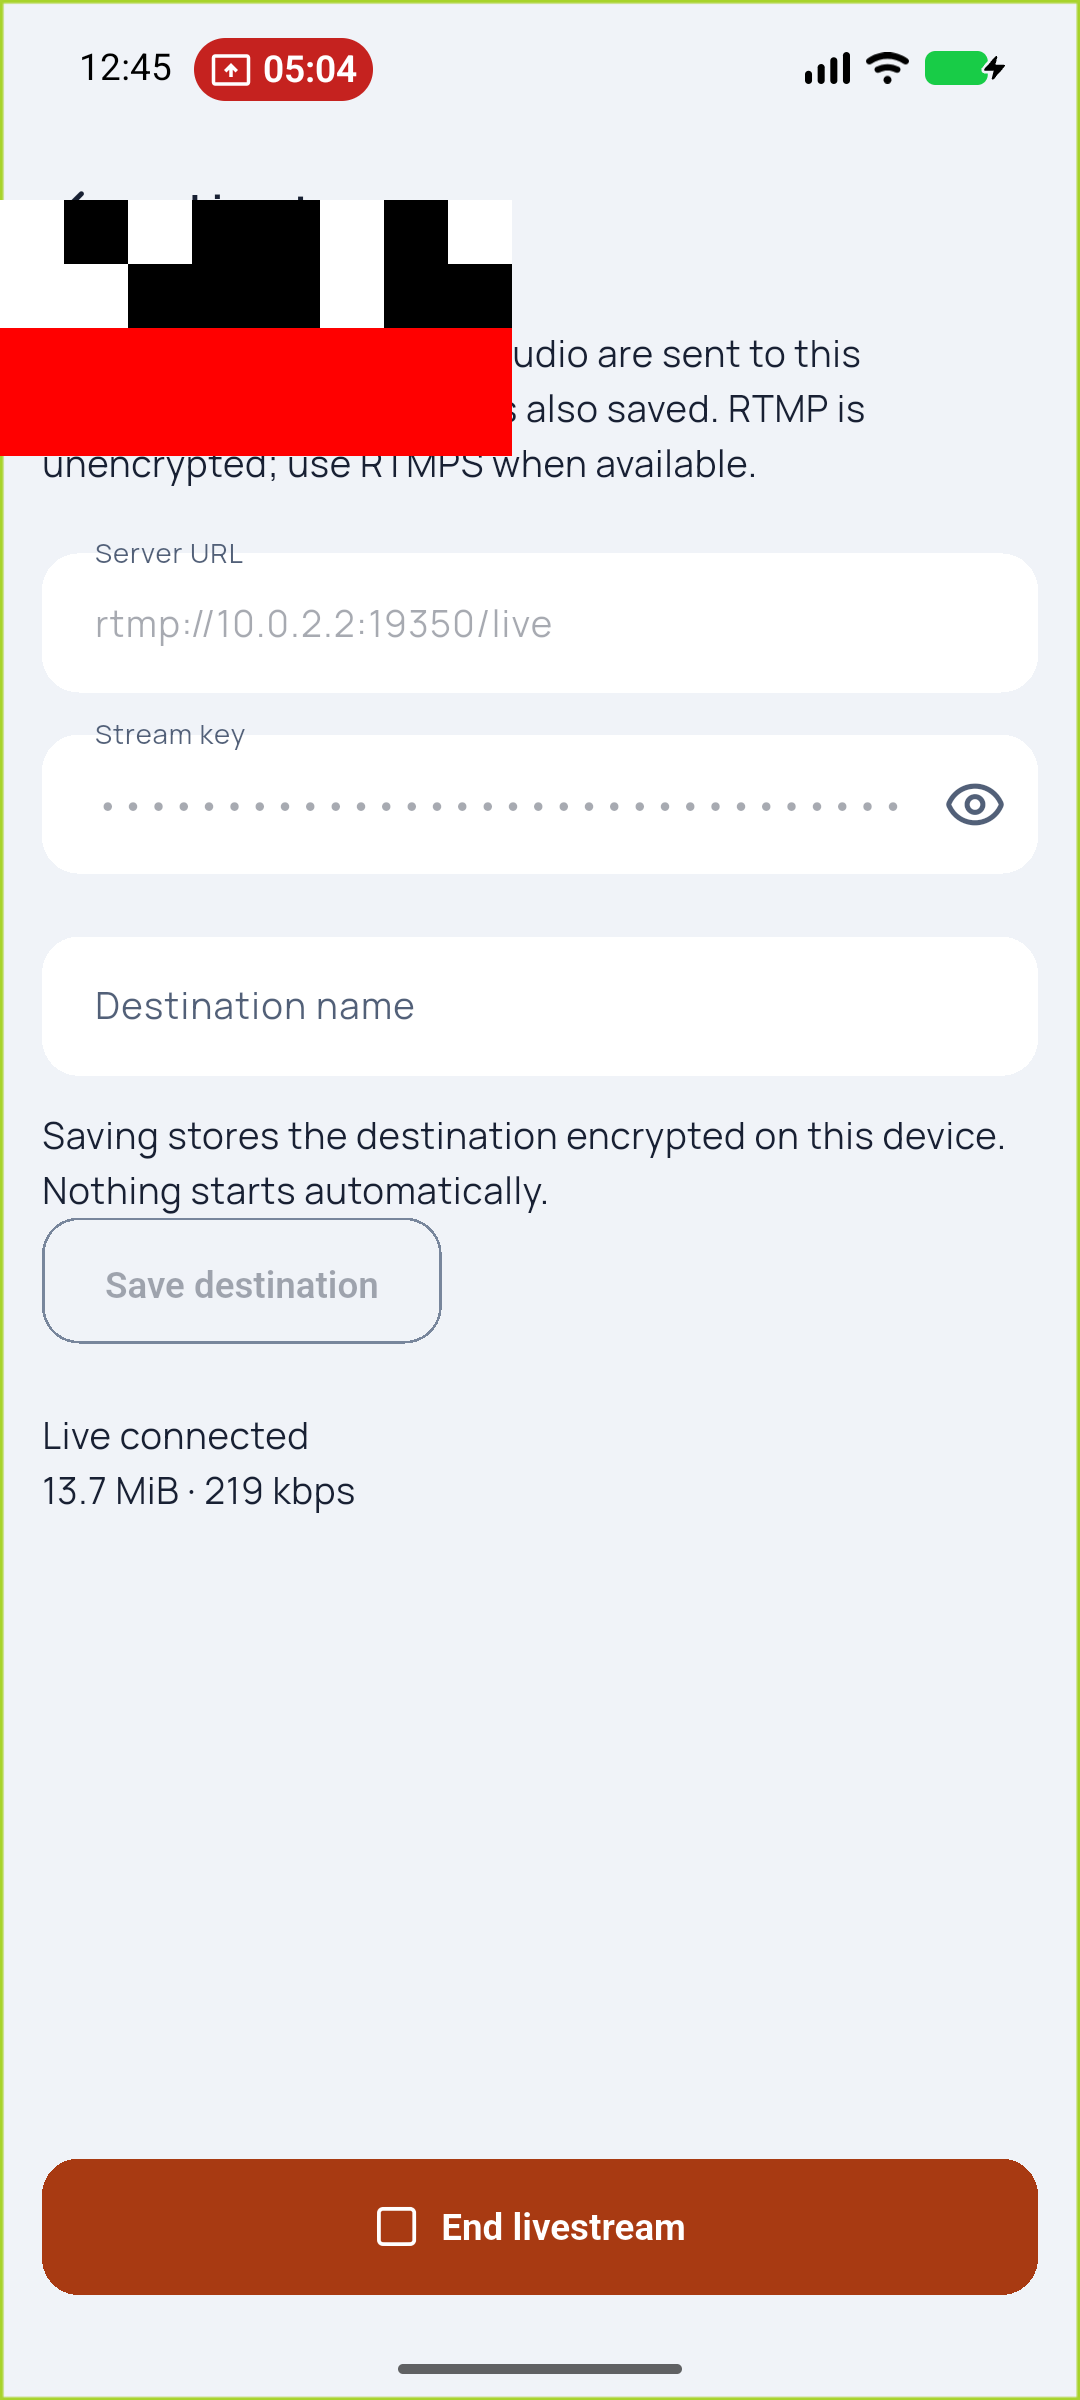 12:45 05:04
udio are sent to this
also saved. RTMP is
unencrypted; use RTMPS when available.
Server URL
rtmp://10.0.2.2:19350/live
Stream key
Destination name
Saving stores the destination encrypted on this device.
Nothing starts automatically.
Save destination
Live connected
13.7 MiB · 219 kbps
End livestream